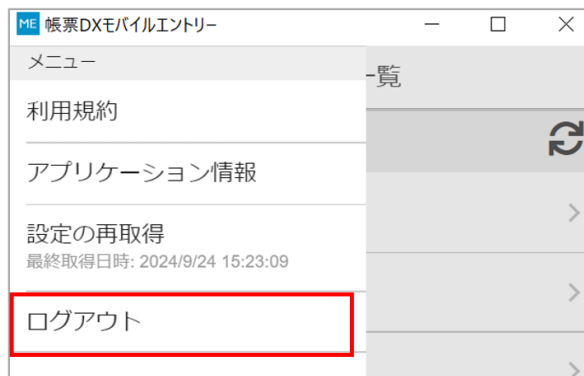 ME 帳票DXモバイルエントリー
メニュー
一覧
利用規約
アプリケーション情報
設定の再取得
最終取得日時: 2024/9/24 15:23:09
ログアウト